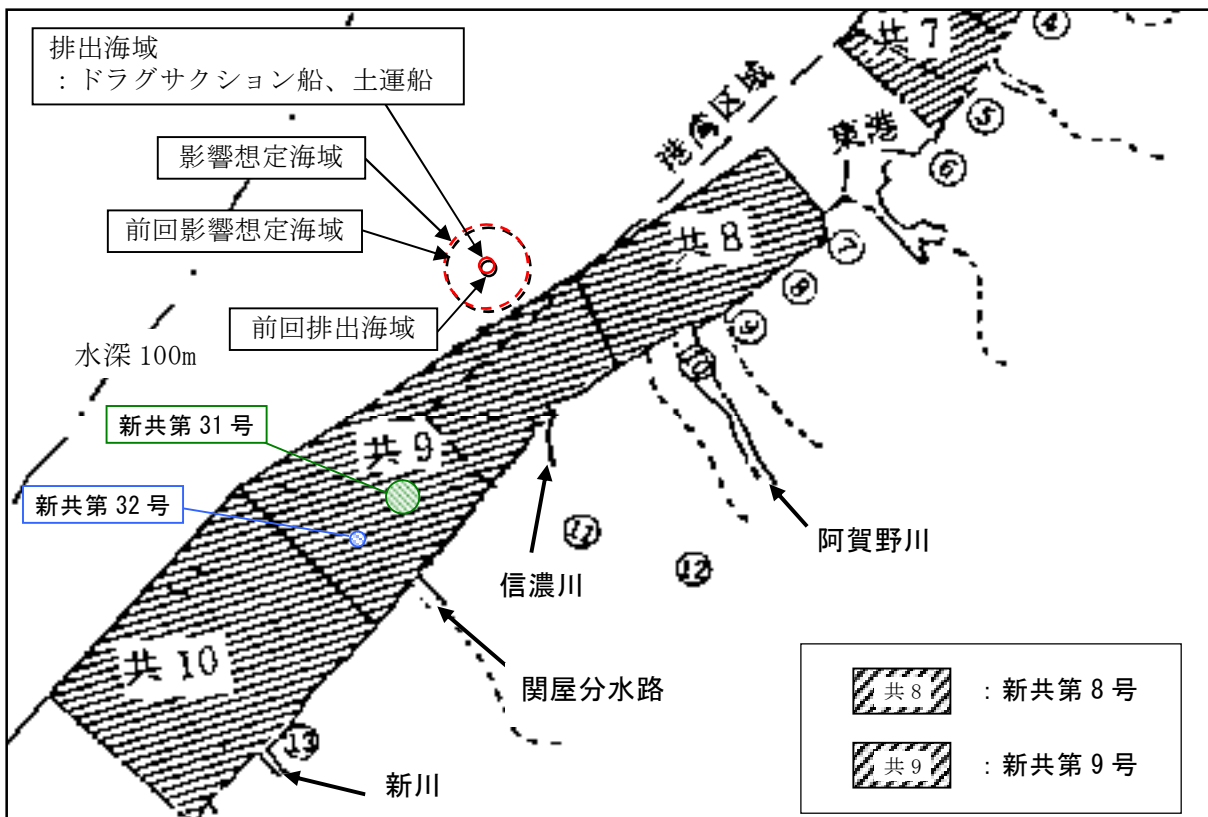 排出海域
：ドラグサクション船、土運船
影響想定海域
前回影響想定海域
前回排出海域
水深 100m
新共第 31 号
新共第 32 号
港湾区域
共 7
東港
④
⑤
⑥
共 8
⑦
⑧
⑨
⑩
共 9
共 10
⑪
⑫
⑬
阿賀野川
信濃川
関屋分水路
新川
共 8 ：新共第 8 号
共 9 ：新共第 9 号